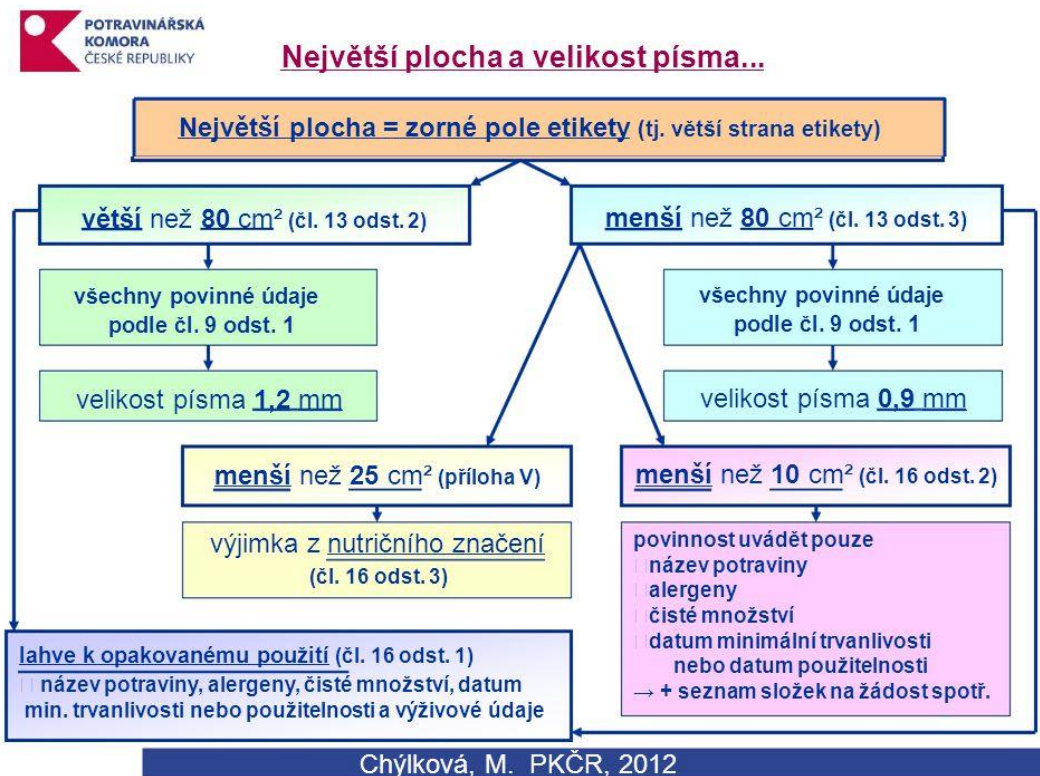 POTRAVINÁŘSKÁ
KOMORA
ČESKÉ REPUBLIKY
Největší plocha a velikost písma...
Největší plocha = zorné pole etikety (tj. větší strana etikety)
větší než 80 cm² (čl. 13 odst. 2)
menší než 80 cm² (čl. 13 odst. 3)
všechny povinné údaje
podle čl. 9 odst. 1
všechny povinné údaje
podle čl. 9 odst. 1
velikost písma 1,2 mm
velikost písma 0,9 mm
menší než 25 cm² (příloha V)
menší než 10 cm² (čl. 16 odst. 2)
výjimka z nutričního značení
(čl. 16 odst. 3)
povinnost uvádět pouze
název potraviny
alergeny
čisté množství
datum minimální trvanlivosti
nebo datum použitelnosti
→ + seznam složek na žádost spotř.
lahve k opakovanému použití (čl. 16 odst. 1)
název potraviny, alergeny, čisté množství, datum
min. trvanlivosti nebo použitelnosti a výživové údaje
Chýlková, M. PKČR, 2012